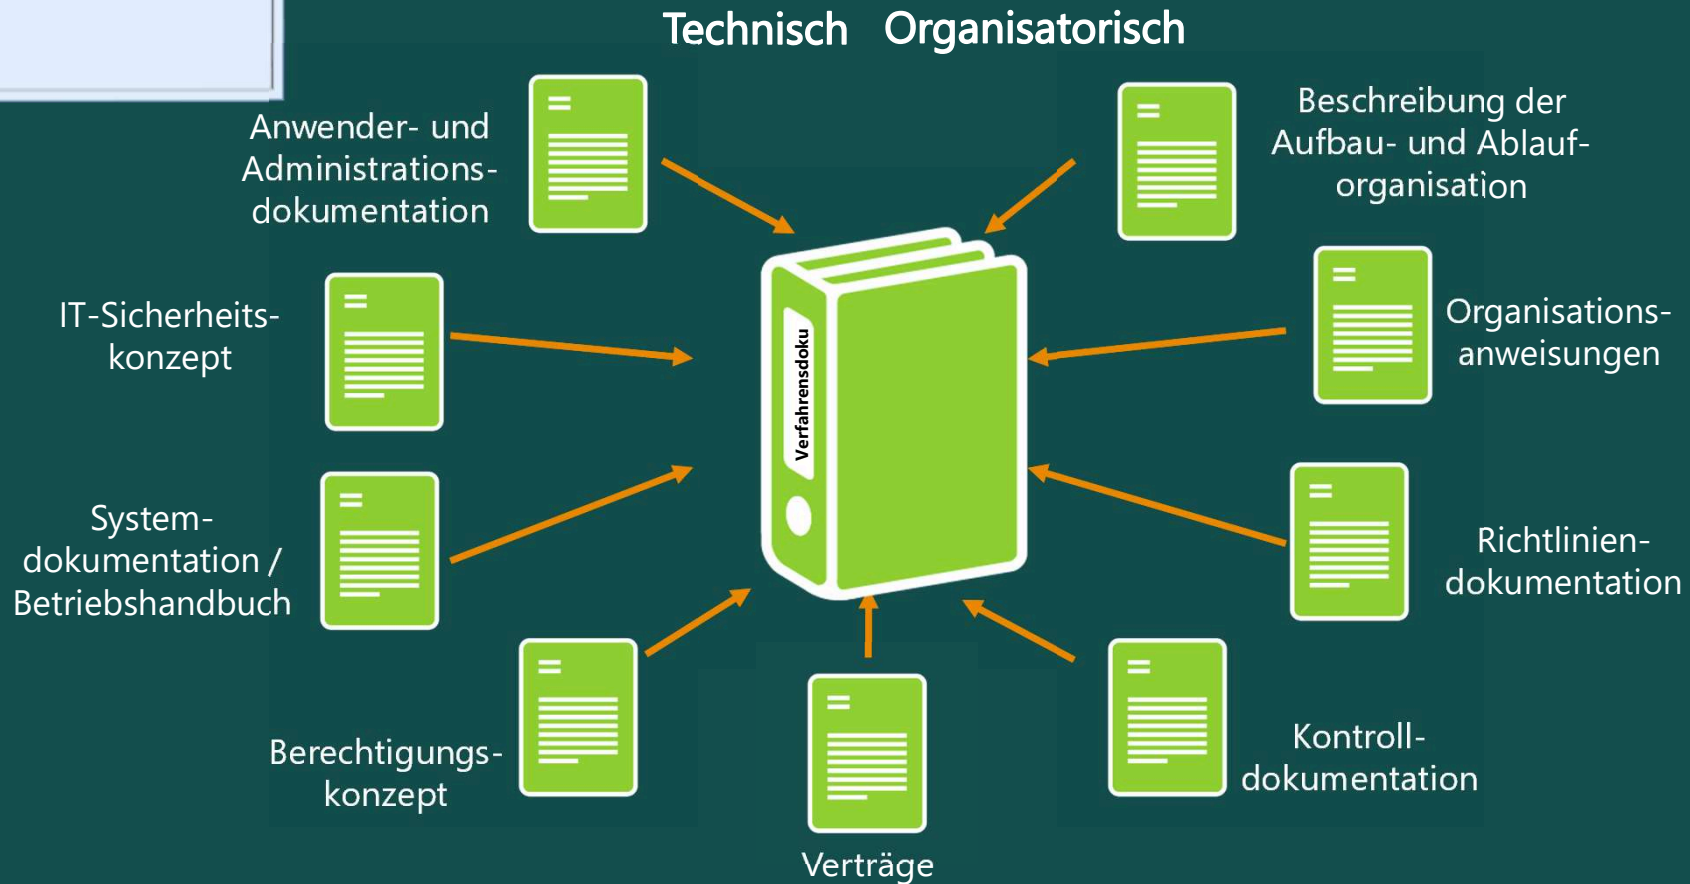 Technisch Organisatorisch
Anwender- und
Administrations-
dokumentation
IT-Sicherheits-
konzept
System-
dokumentation /
Betriebshandbuch
Berechtigungs-
konzept
Verfahrensdoku
Verträge
Beschreibung der
Aufbau- und Ablauf-
organisation
Organisations-
anweisungen
Richtlinien-
dokumentation
Kontroll-
dokumentation